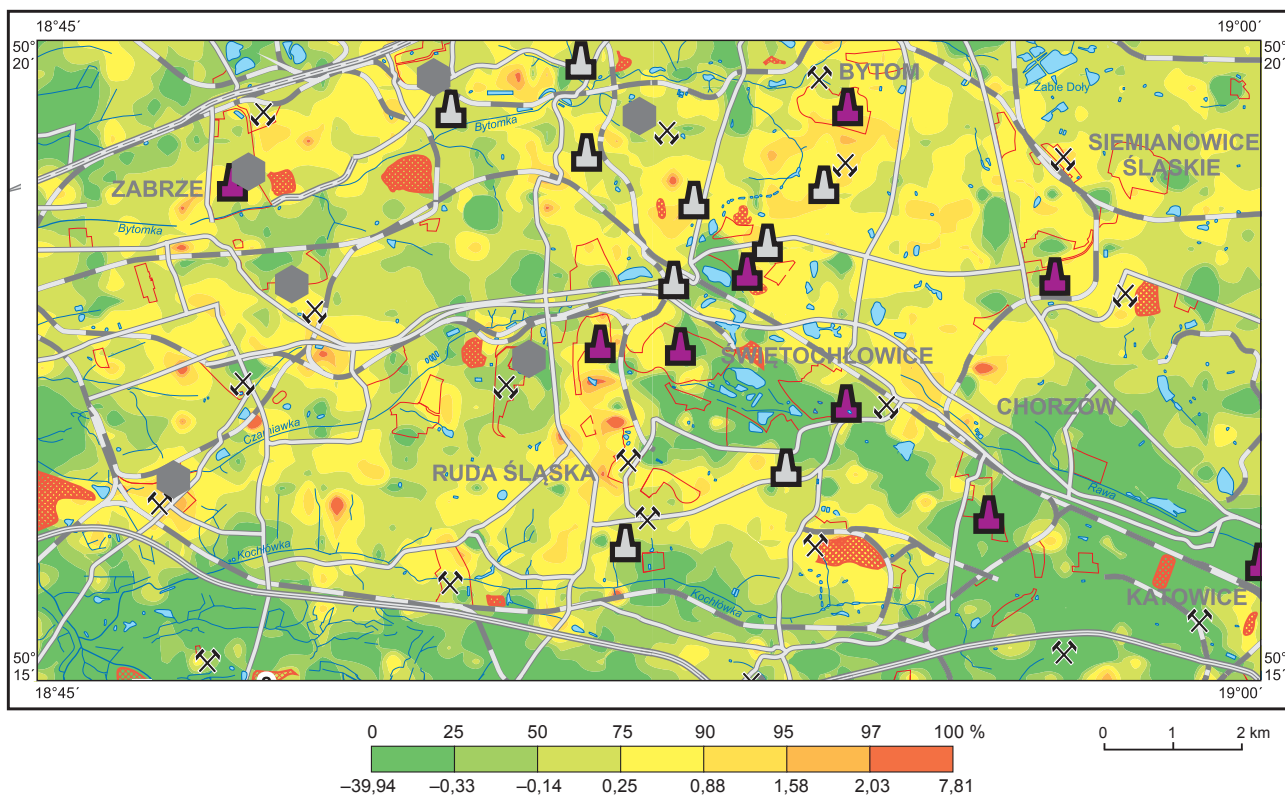 18°45´
19°00´
50°
20´
50°
20´
BYTOM
Żabie Doły
Bytomka
SIEMIANOWICE
ŚLĄSKIE
ZABRZE
Bytomka
ŚWIĘTOCHŁOWICE
CHORZÓW
Czarniawka
RUDA ŚLĄSKA
Rawa
Kochłówka
Kochłówka
KATOWICE
50°
15´
50°
15´
18°45´
19°00´
0 25 50 75 90 95 97 100 %
–39,94 –0,33 –0,14 0,25 0,88 1,58 2,03 7,81
0 1 2 km